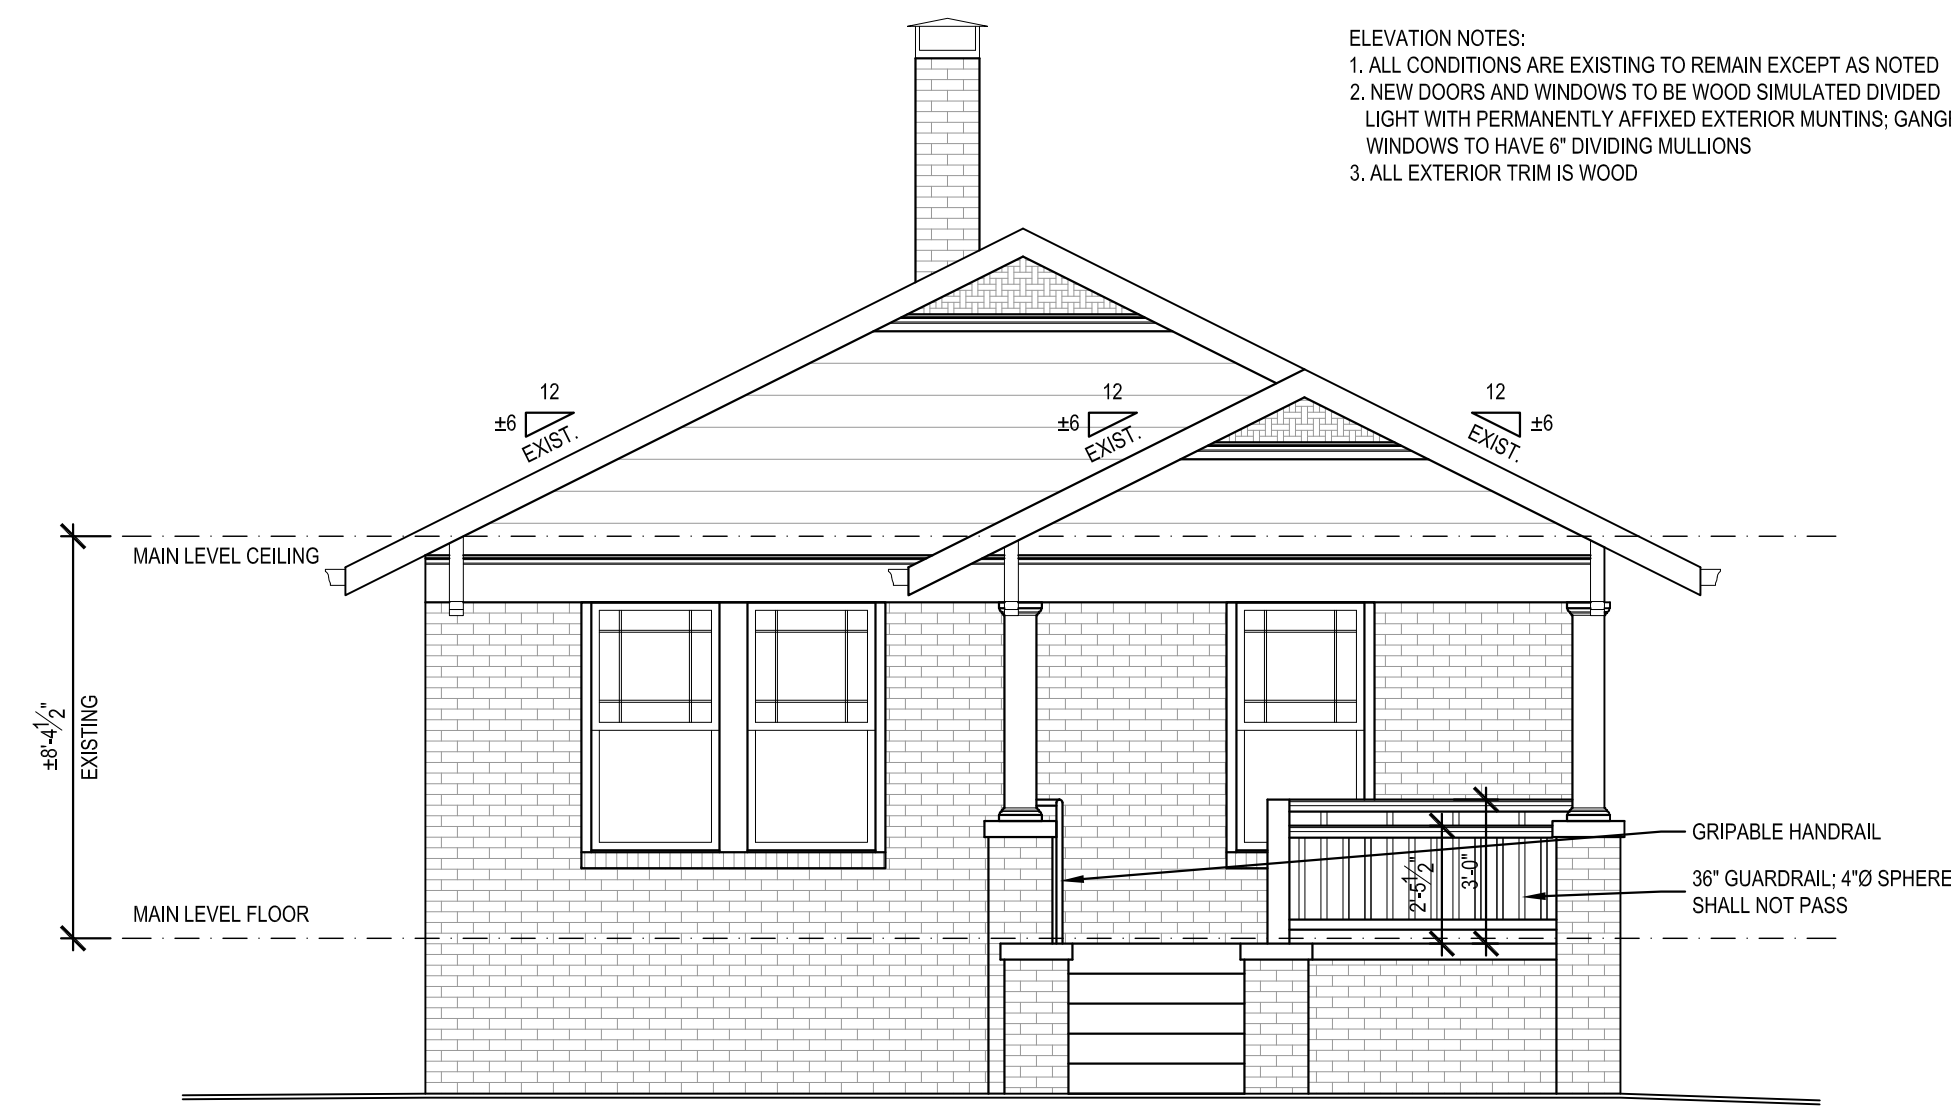 ELEVATION NOTES:
1. ALL CONDITIONS ARE EXISTING TO REMAIN EXCEPT AS NOTED
2. NEW DOORS AND WINDOWS TO BE WOOD SIMULATED DIVIDED
LIGHT WITH PERMANENTLY AFFIXED EXTERIOR MUNTINS;
WINDOWS TO HAVE 6" DIVIDING MULLIONS
3. ALL EXTERIOR TRIM IS WOOD
12
±6
EXIST.
12
±6
EXIST.
12
±6
EXIST.
MAIN LEVEL CEILING
±8'-4½"
EXISTING
MAIN LEVEL FLOOR
2'-5½"
3'-0"
GRIPABLE HANDRAIL
36" GUARDRAIL; 4"Ø SPHERE
SHALL NOT PASS